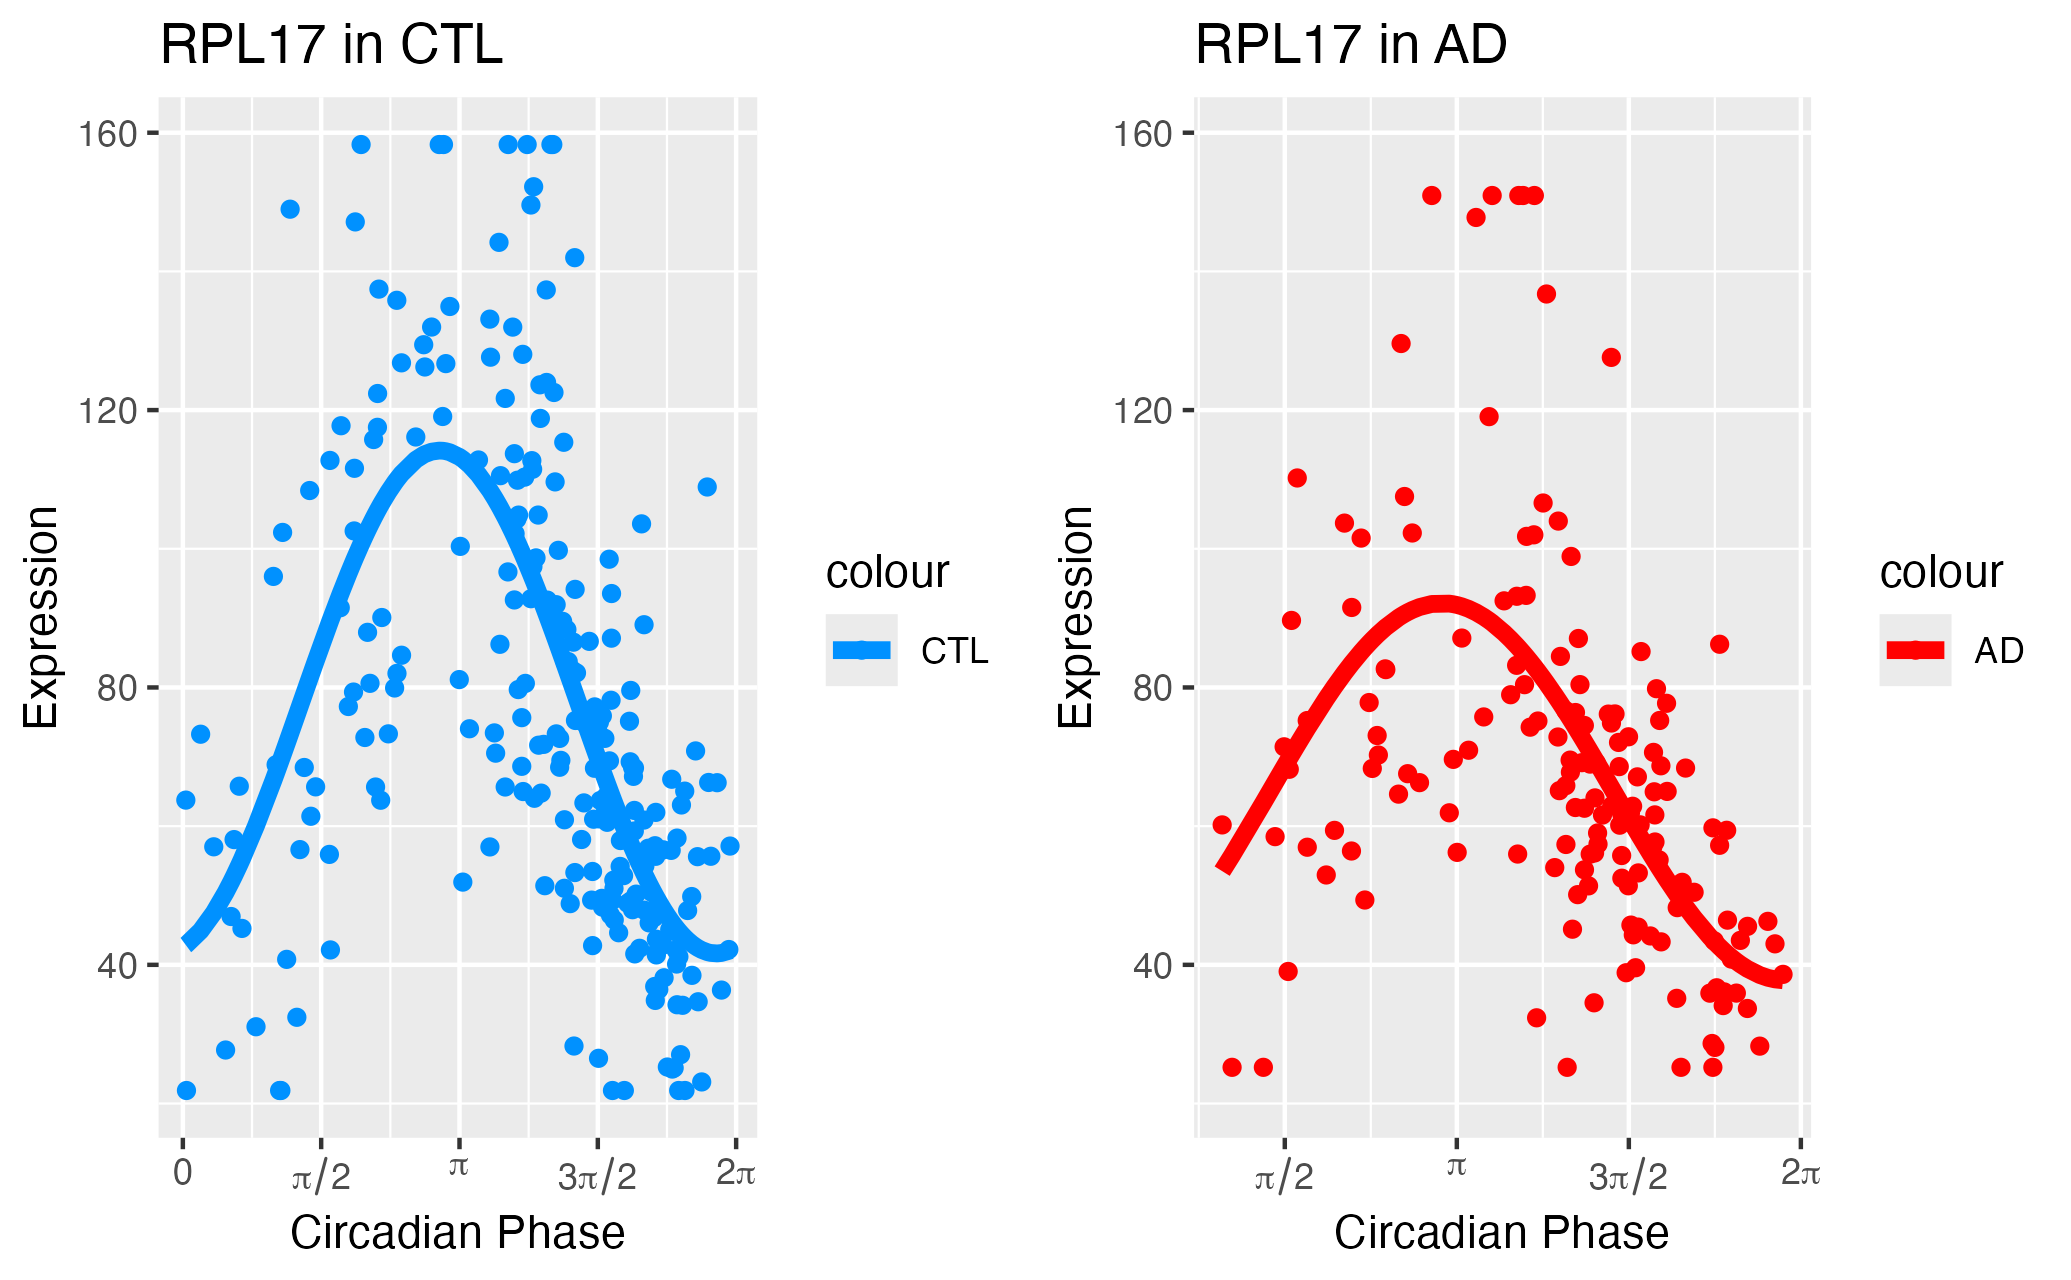 RPL17 in CTL
160
120
80
40
Expression
0 π/2 π 3π/2 2π
Circadian Phase
colour
CTL
RPL17 in AD
160
120
80
40
Expression
π/2 π 3π/2 2π
Circadian Phase
colour
AD